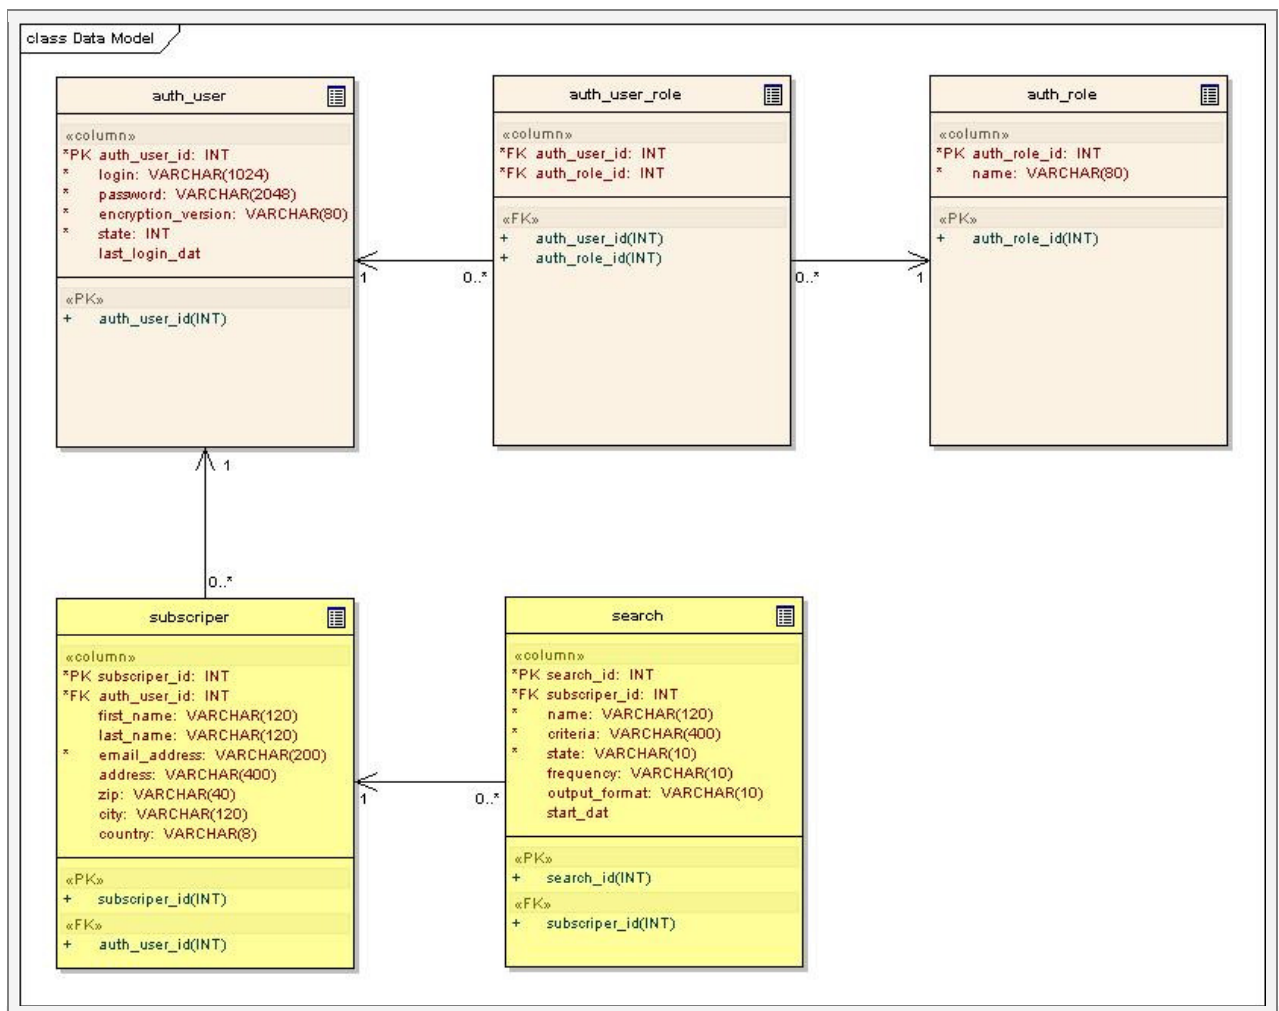 class Data Model
auth_user
«column»
*PK auth_user_id: INT
* login: VARCHAR(1024)
* password: VARCHAR(2048)
* encryption_version: VARCHAR(80)
* state: INT
last_login_dat
«PK»
+ auth_user_id(INT)
auth_user_role
«column»
*FK auth_user_id: INT
*FK auth_role_id: INT
«FK»
+ auth_user_id(INT)
+ auth_role_id(INT)
auth_role
«column»
*PK auth_role_id: INT
* name: VARCHAR(80)
«PK»
+ auth_role_id(INT)
1
0..*
0..*
1
1
0..*
subscriper
«column»
*PK subscriper_id: INT
*FK auth_user_id: INT
first_name: VARCHAR(120)
last_name: VARCHAR(120)
* email_address: VARCHAR(200)
address: VARCHAR(400)
zip: VARCHAR(40)
city: VARCHAR(120)
country: VARCHAR(8)
«PK»
+ subscriper_id(INT)
«FK»
+ auth_user_id(INT)
1
0..*
search
«column»
*PK search_id: INT
*FK subscriper_id: INT
* name: VARCHAR(120)
* criteria: VARCHAR(400)
* state: VARCHAR(10)
frequency: VARCHAR(10)
output_format: VARCHAR(10)
start_dat
«PK»
+ search_id(INT)
«FK»
+ subscriper_id(INT)